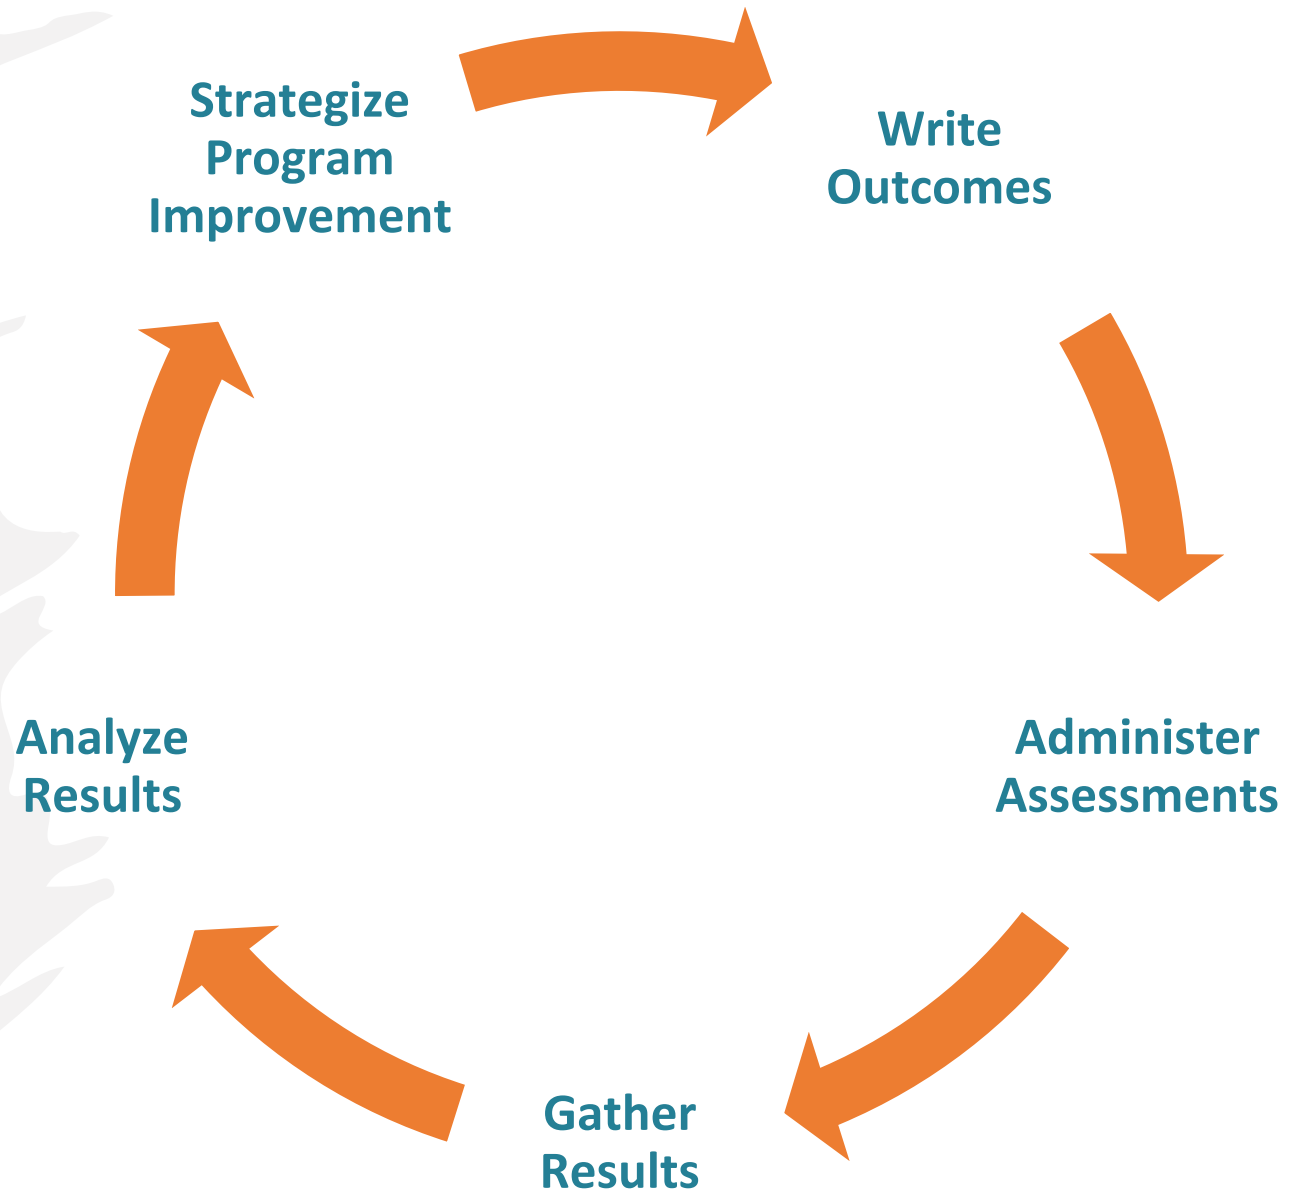 Strategize
Program
Improvement
Write
Outcomes
Administer
Assessments
Gather
Results
Analyze
Results